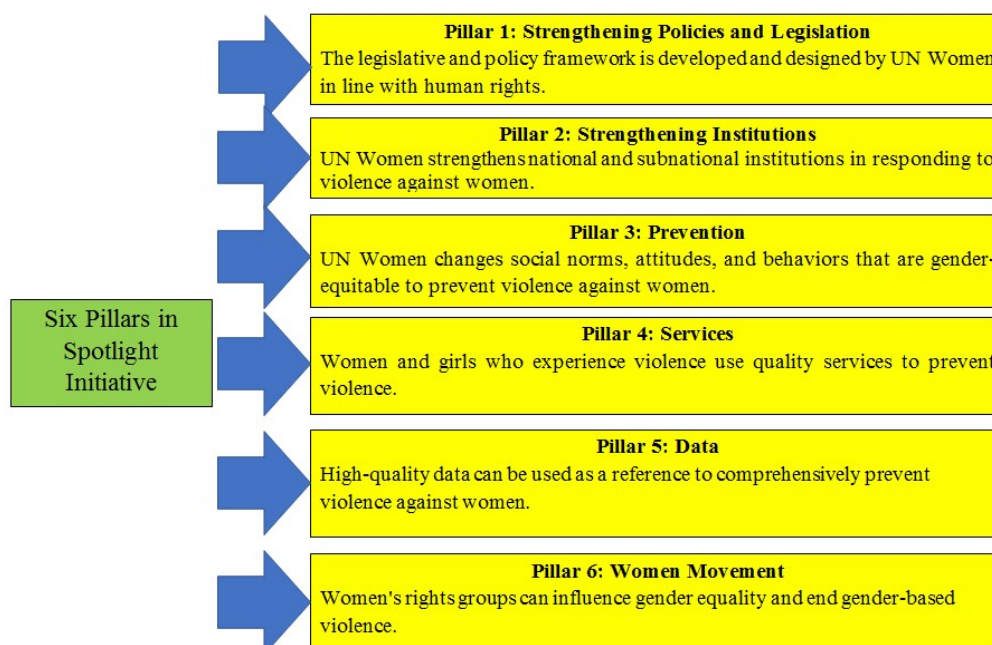 Pillar 1: Strengthening Policies and Legislation
The legislative and policy framework is developed and designed by UN Women
in line with human rights.
Pillar 2: Strengthening Institutions
UN Women strengthens national and subnational institutions in responding to
violence against women.
Pillar 3: Prevention
UN Women changes social norms, attitudes, and behaviors that are gender-
equitable to prevent violence against women.
Six Pillars in
Spotlight
Initiative
Pillar 4: Services
Women and girls who experience violence use quality services to prevent
violence.
Pillar 5: Data
High-quality data can be used as a reference to comprehensively prevent
violence against women.
Pillar 6: Women Movement
Women's rights groups can influence gender equality and end gender-based
violence.